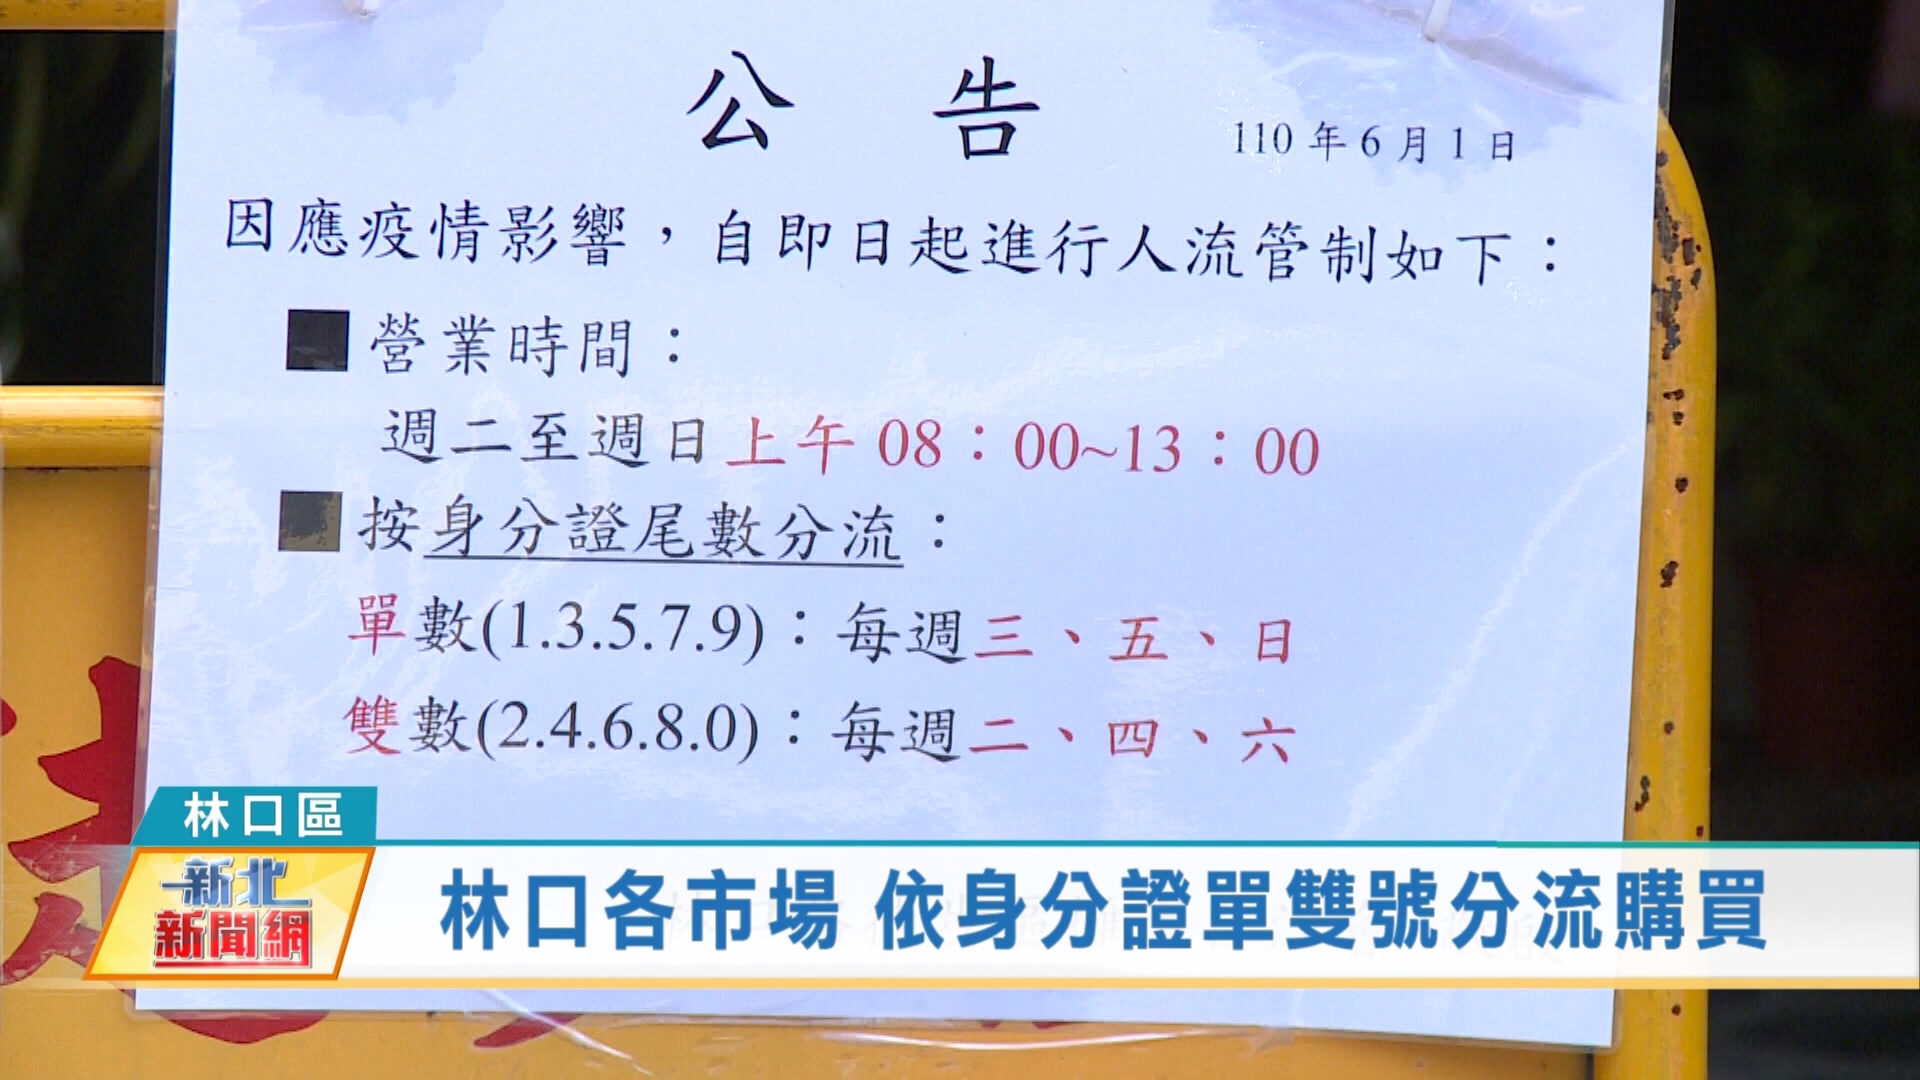 公告
110年6月1日
因應疫情影響，自即日起進行人流管制如下：
■營業時間：
週二至週日上午 08：00~13：00
■按身分證尾數分流：
單數(1.3.5.7.9)：每週三、五、日
雙數(2.4.6.8.0)：每週二、四、六
林口區
新北
新聞網
林口各市場 依身分證單雙號分流購買